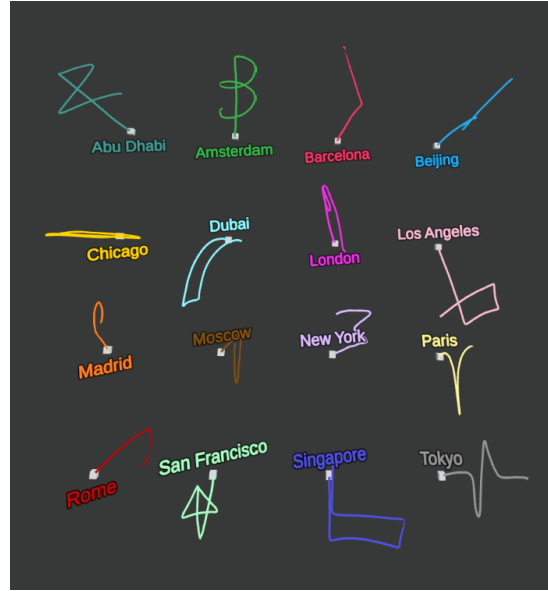 Abu Dhabi
Amsterdam
Barcelona
Beijing
Chicago
Dubai
London
Los Angeles
Madrid
Moscow
New York
Paris
Rome
San Francisco
Singapore
Tokyo